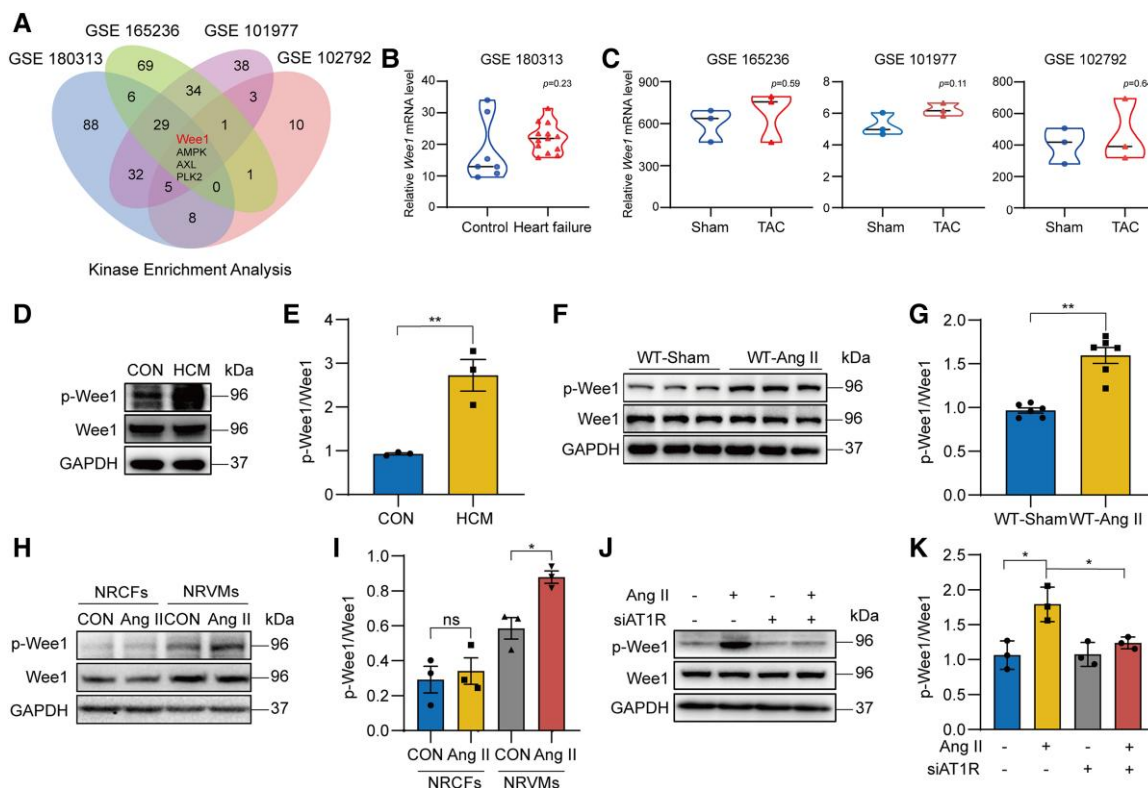 A
GSE 165236
GSE 101977
GSE 180313
GSE 102792
69
38
6
34
3
88
29
1
10
Wee1
AMPK
AXL
PLK2
32
5
0
1
8
Kinase Enrichment Analysis
B
GSE 180313
Relative Wee1 mRNA level
40
30
20
10
0
p=0.23
Control Heart failure
C
GSE 165236
Relative Wee1 mRNA level
900
600
300
0
p=0.59
Sham TAC
GSE 101977
8
6
4
2
0
p=0.11
Sham TAC
GSE 102792
800
600
400
200
0
p=0.64
Sham TAC
D
CON HCM kDa
p-Wee1 96
Wee1 96
GAPDH 37
E
p-Wee1/Wee1
4
3
2
1
0
**
CON HCM
F
WT-Sham WT-Ang II kDa
p-Wee1 96
Wee1 96
GAPDH 37
G
p-Wee1/Wee1
2.0
1.5
1.0
0.5
0.0
**
WT-Sham WT-Ang II
H
NRCFs NRVMs
CON Ang II CON Ang II kDa
p-Wee1 96
Wee1 96
GAPDH 37
I
p-Wee1/Wee1
1.0
0.8
0.6
0.4
0.2
0.0
ns
*
CON Ang II CON Ang II
NRCFs NRVMs
J
Ang II - + - +
siAT1R - - + + kDa
p-Wee1 96
Wee1 96
GAPDH 37
K
p-Wee1/Wee1
2.5
2.0
1.5
1.0
0.5
0.0
* *
Ang II - + - +
siAT1R - - + +